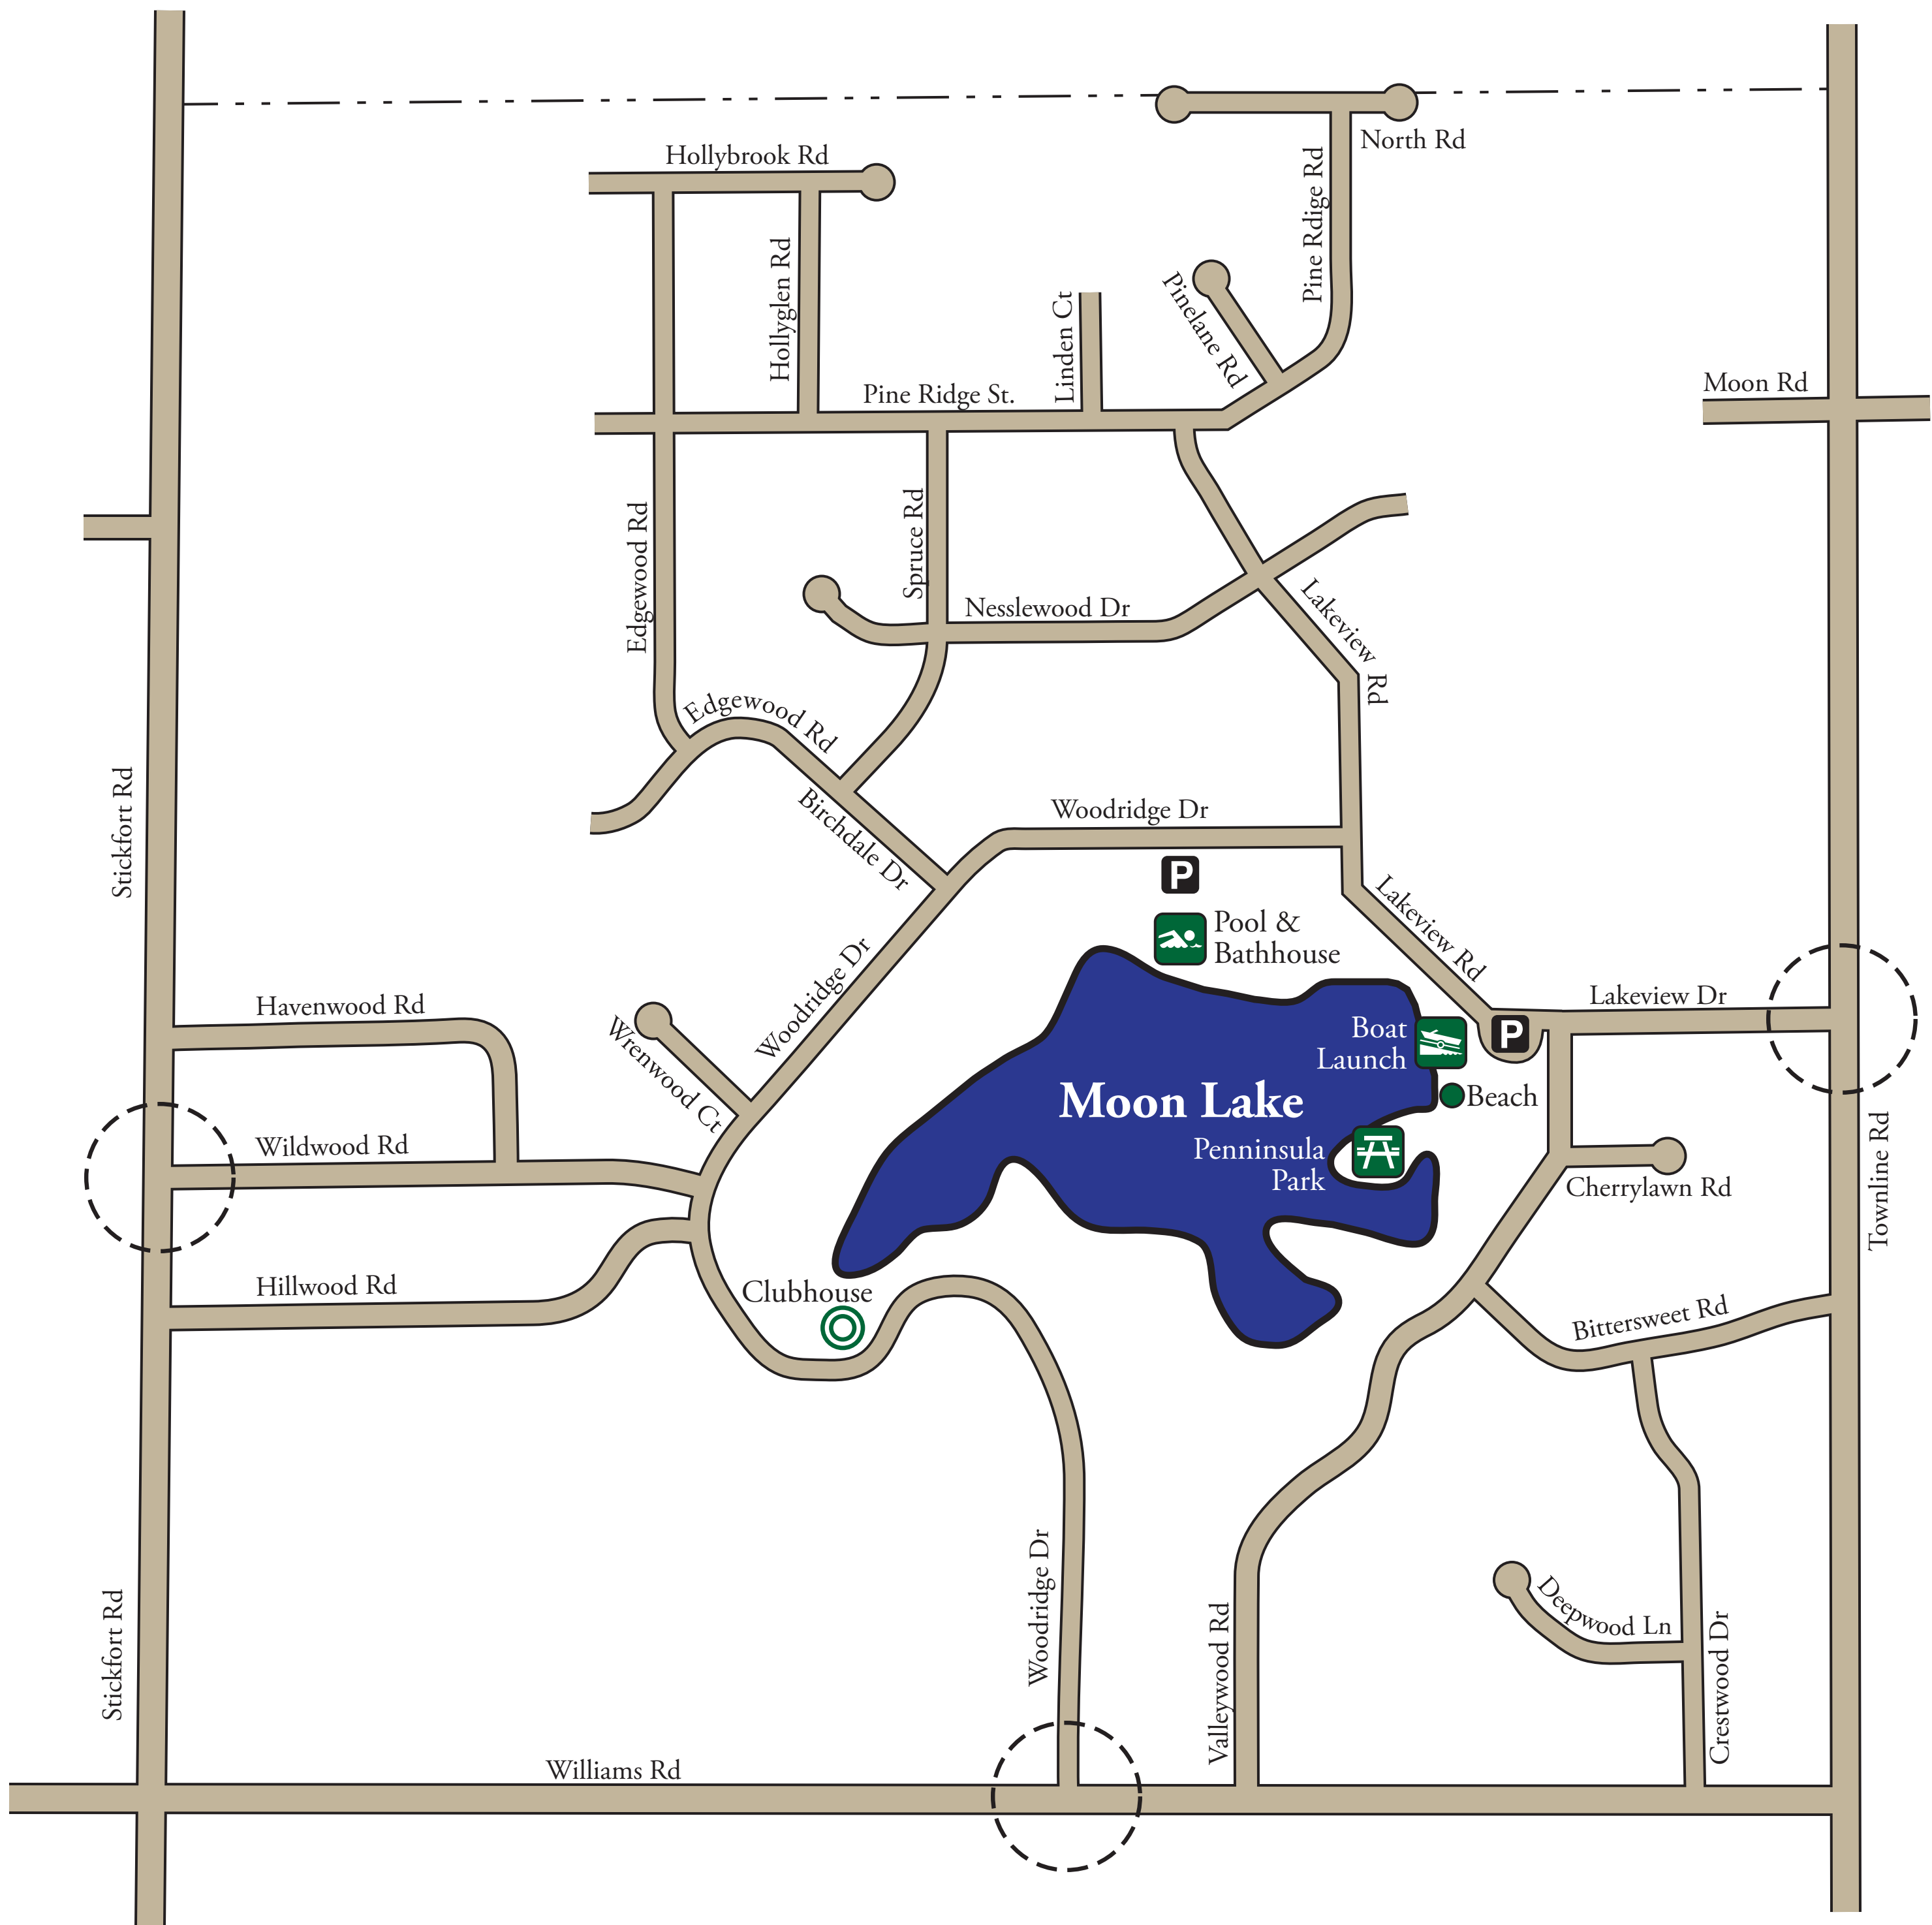 North Rd
Hollybrook Rd
Pine Rdige Rd
Hollyglen Rd
Pinelane Rd
Linden Ct
Moon Rd
Pine Ridge St.
Edgewood Rd
Spruce Rd
Nesslewood Dr
Lakeview Rd
Edgewood Rd
Stickfort Rd
Birchdale Dr
Woodridge Dr
P
Pool &
Bathhouse
Lakeview Rd
Woodridge Dr
Havenwood Rd
Lakeview Dr
Boat
Launch
P
Wrenwood Ct
Moon Lake
Beach
Wildwood Rd
Penninsula
Park
Townline Rd
Cherrylawn Rd
Hillwood Rd
Clubhouse
Bittersweet Rd
Woodridge Dr
Stickfort Rd
Deepwood Ln
Valleywood Rd
Crestwood Dr
Williams Rd